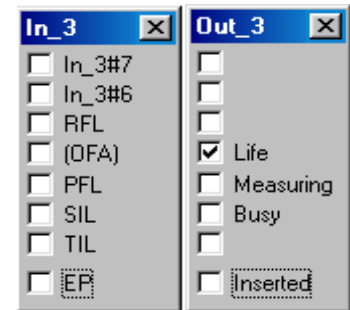 In_3
In_3#7
In_3#6
RFL
(OFA)
PFL
SIL
TIL
EP
Out_3
Life
Measuring
Busy
Inserted